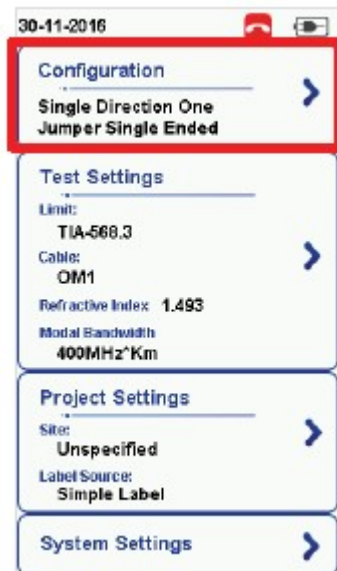 30-11-2016
Configuration
Single Direction One
Jumper Single Ended
Test Settings
Limit:
TIA-568.3
Cable:
OM1
Refractive Index 1.493
Modal Bandwidth
400MHz*Km
Project Settings
Site:
Unspecified
Label Source:
Simple Label
System Settings